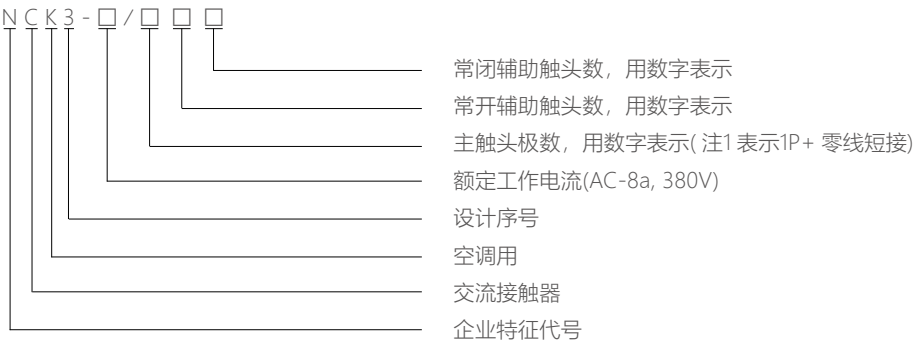 NCK3-□/□ □ □
常闭辅助触头数，用数字表示
常开辅助触头数，用数字表示
主触头极数，用数字表示( 注1 表示1P+ 零线短接)
额定工作电流(AC-8a, 380V)
设计序号
空调用
交流接触器
企业特征代号